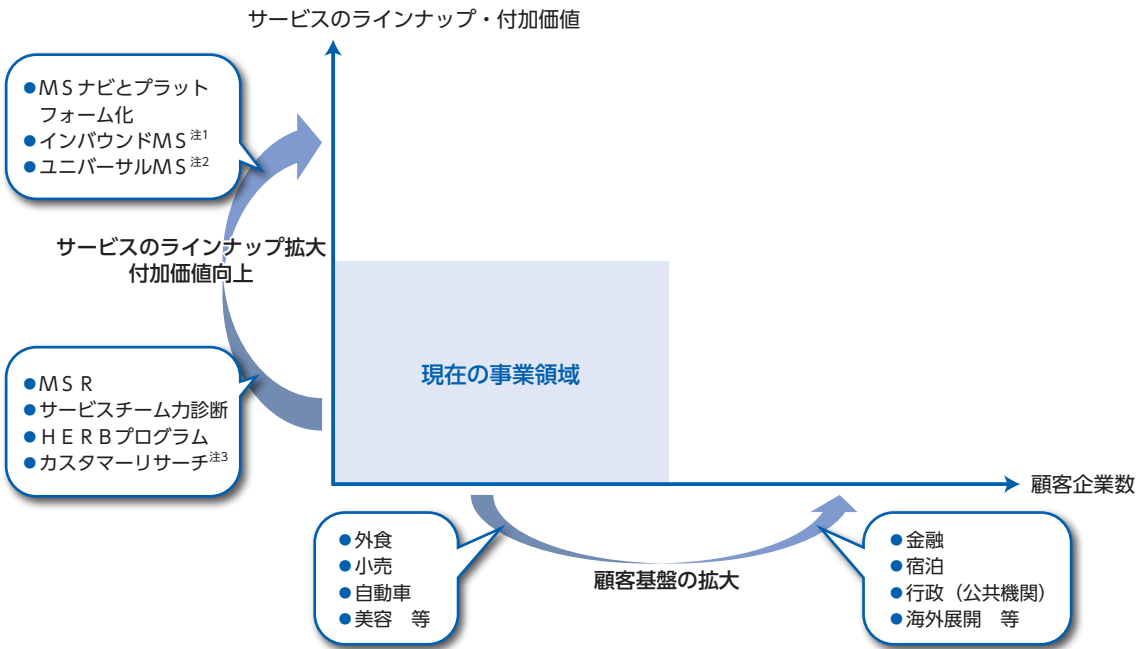 サービスのラインナップ・付加価値
●ＭＳナビとプラット
フォーム化
●インバウンドＭＳ注1
●ユニバーサルＭＳ注2
サービスのラインナップ拡大
付加価値向上
●ＭＳＲ
●サービスチーム力診断
●ＨＥＲＢプログラム
●カスタマーリサーチ注3
現在の事業領域
顧客企業数
●外食
●小売
●自動車
●美容　等
顧客基盤の拡大
●金融
●宿泊
●行政（公共機関）
●海外展開　等